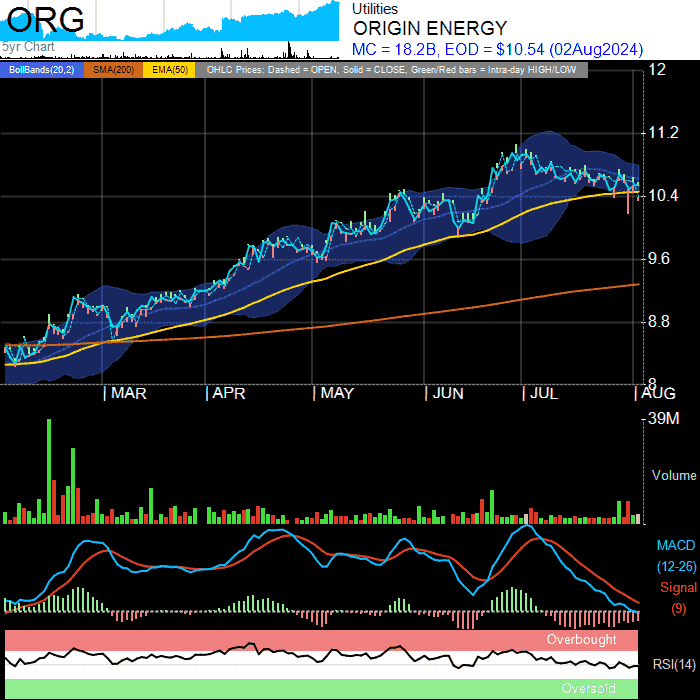 ORG
5yr Chart
Utilities
ORIGIN ENERGY
MC = 18.2B, EOD = $10.54 (02Aug2024)
BollBands(20,2) SMA(200) EMA(50) OHLC Prices: Dashed = OPEN, Solid = CLOSE, Green/Red bars = Intra-day HIGH/LOW
12
11.2
10.4
9.6
8.8
8
MAR APR MAY JUN JUL AUG
39M
Volume
MACD
(12-26)
Signal
(9)
Overbought
RSI(14)
Oversold